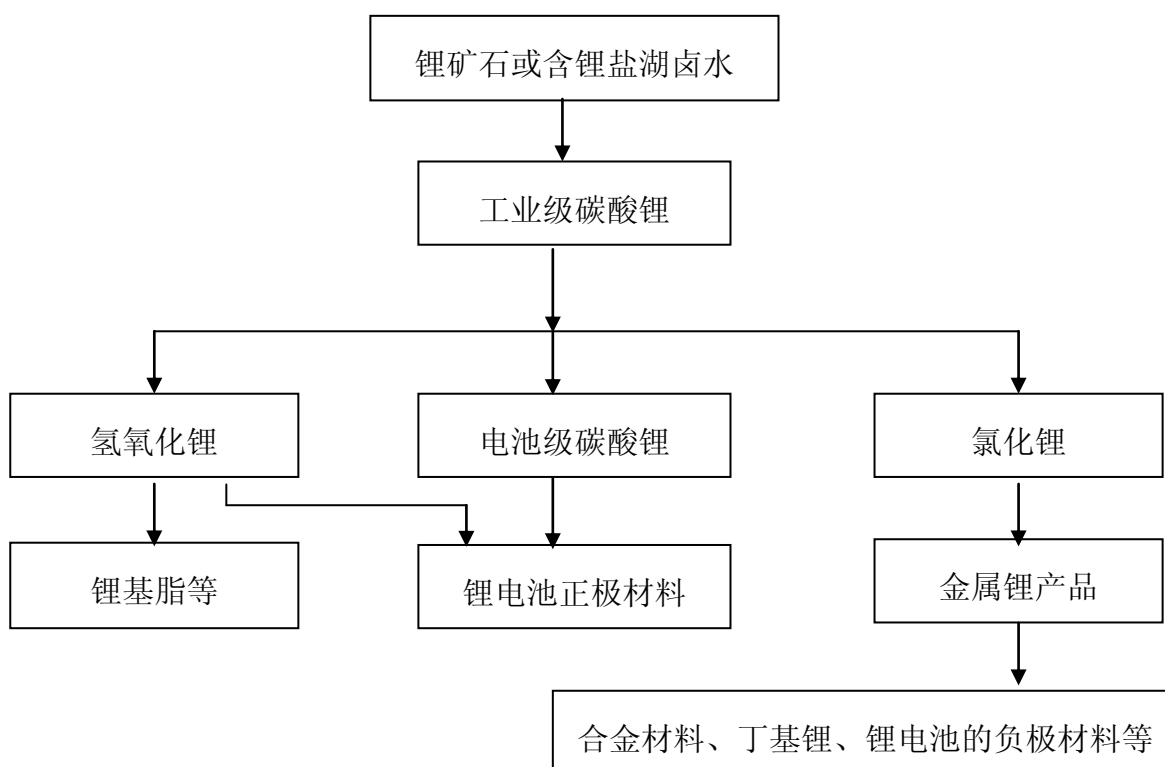 锂矿石或含锂盐湖卤水
工业级碳酸锂
氢氧化锂
电池级碳酸锂
氯化锂
锂基脂等
锂电池正极材料
金属锂产品
合金材料、丁基锂、锂电池的负极材料等